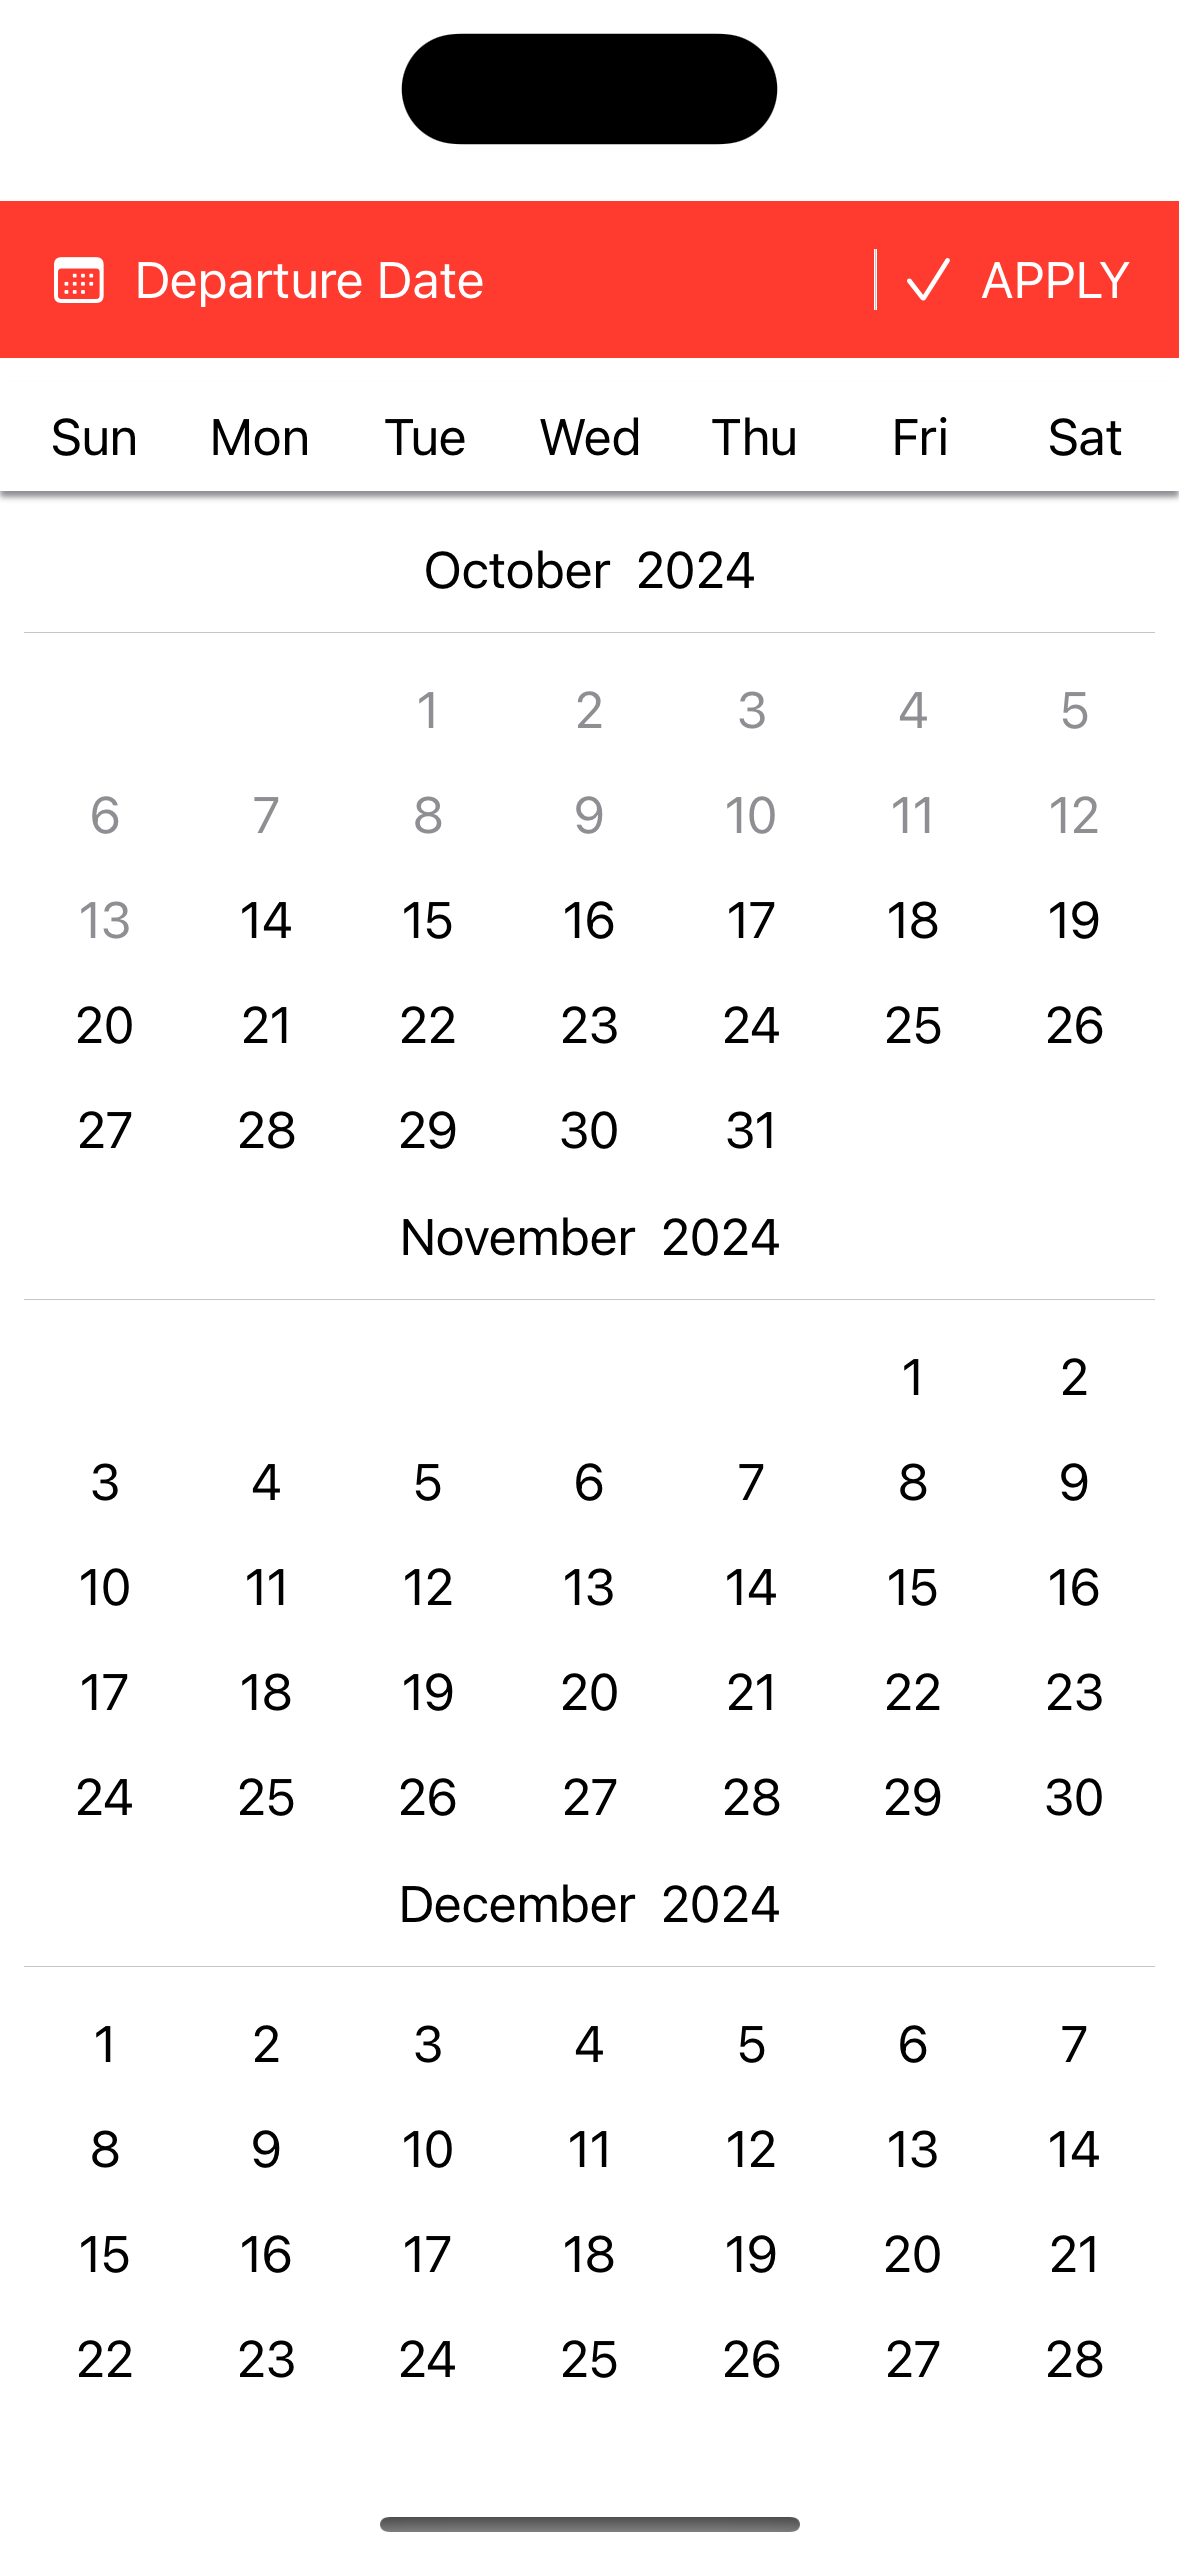 Departure Date APPLY
Sun Mon Tue Wed Thu Fri Sat
October 2024
1 2 3 4 5
6 7 8 9 10 11 12
13 14 15 16 17 18 19
20 21 22 23 24 25 26
27 28 29 30 31
November 2024
1 2
3 4 5 6 7 8 9
10 11 12 13 14 15 16
17 18 19 20 21 22 23
24 25 26 27 28 29 30
December 2024
1 2 3 4 5 6 7
8 9 10 11 12 13 14
15 16 17 18 19 20 21
22 23 24 25 26 27 28